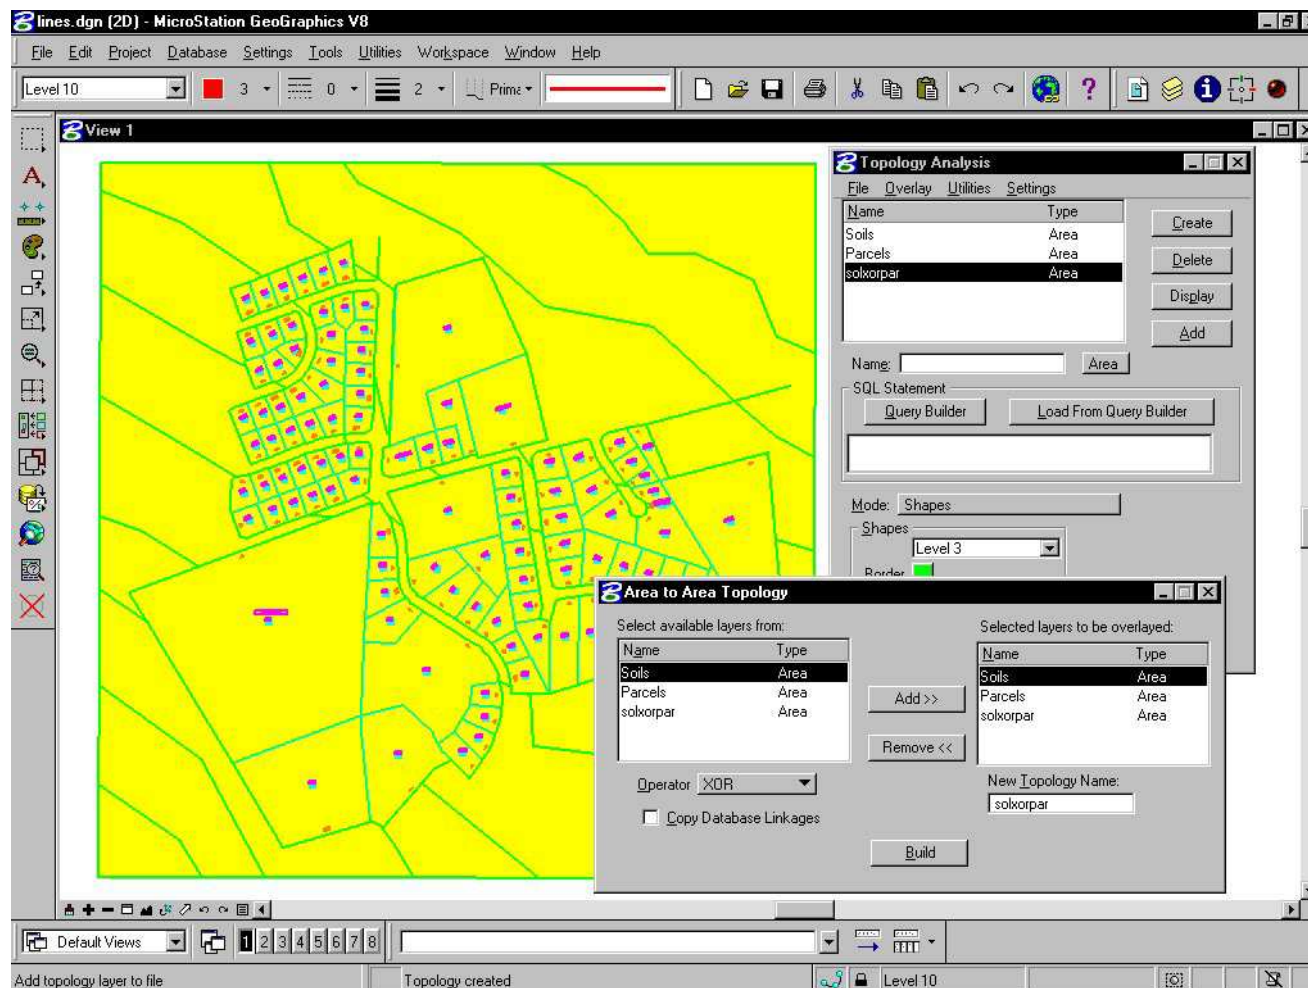 lines.dgn (2D) - MicroStation GeoGraphics V8
File Edit Project Database Settings Tools Utilities Workspace Window Help
Level 10 3 0 2 Prima
View 1
Topology Analysis
File Overlay Utilities Settings
Name Type
Soils Area
Parcels Area
solxorpar Area
Create
Delete
Display
Add
Name: Area
SQL Statement
Query Builder Load From Query Builder
Mode: Shapes
Shapes
Level 3
Border
Area to Area Topology
Select available layers from: Selected layers to be overlayed:
Name Type Name Type
Soils Area Soils Area
Parcels Area Parcels Area
solxorpar Area solxorpar Area
Add >>
Remove <<
Operator XOR New Topology Name:
solxorpar
Copy Database Linkages
Build
Default Views 1 2 3 4 5 6 7 8
Add topology layer to file Topology created Level 10